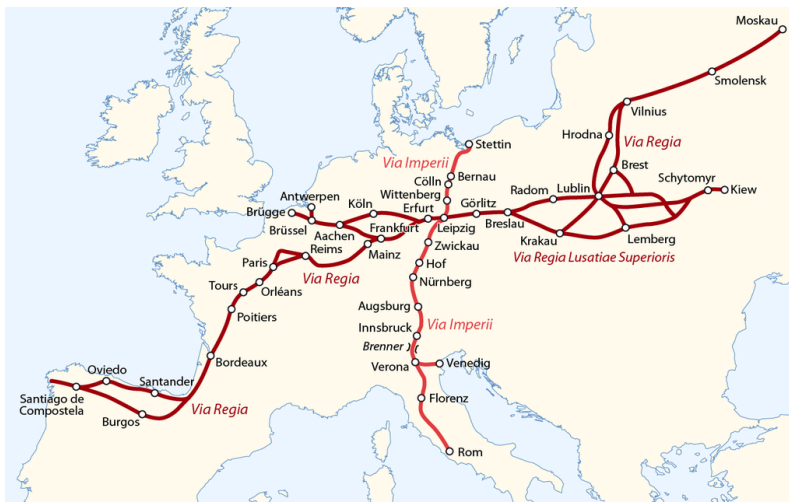 Moskau
Smolensk
Vilnius
Hrodna
Via Regia
Stettin
Via Imperii
Brest
Bernau
Cölln
Schytomyr
Radom
Lublin
Kiew
Wittenberg
Antwerpen
Köln
Erfurt
Görlitz
Brügge
Brüssel
Leipzig
Breslau
Aachen
Frankfurt
Krakau
Lemberg
Reims
Mainz
Zwickau
Via Regia Lusatiae Superioris
Paris
Hof
Via Regia
Tours
Orléans
Nürnberg
Augsburg
Poitiers
Innsbruck
Via Imperii
Brenner
Bordeaux
Verona
Venedig
Oviedo
Santander
Santiago de
Compostela
Florenz
Via Regia
Burgos
Rom